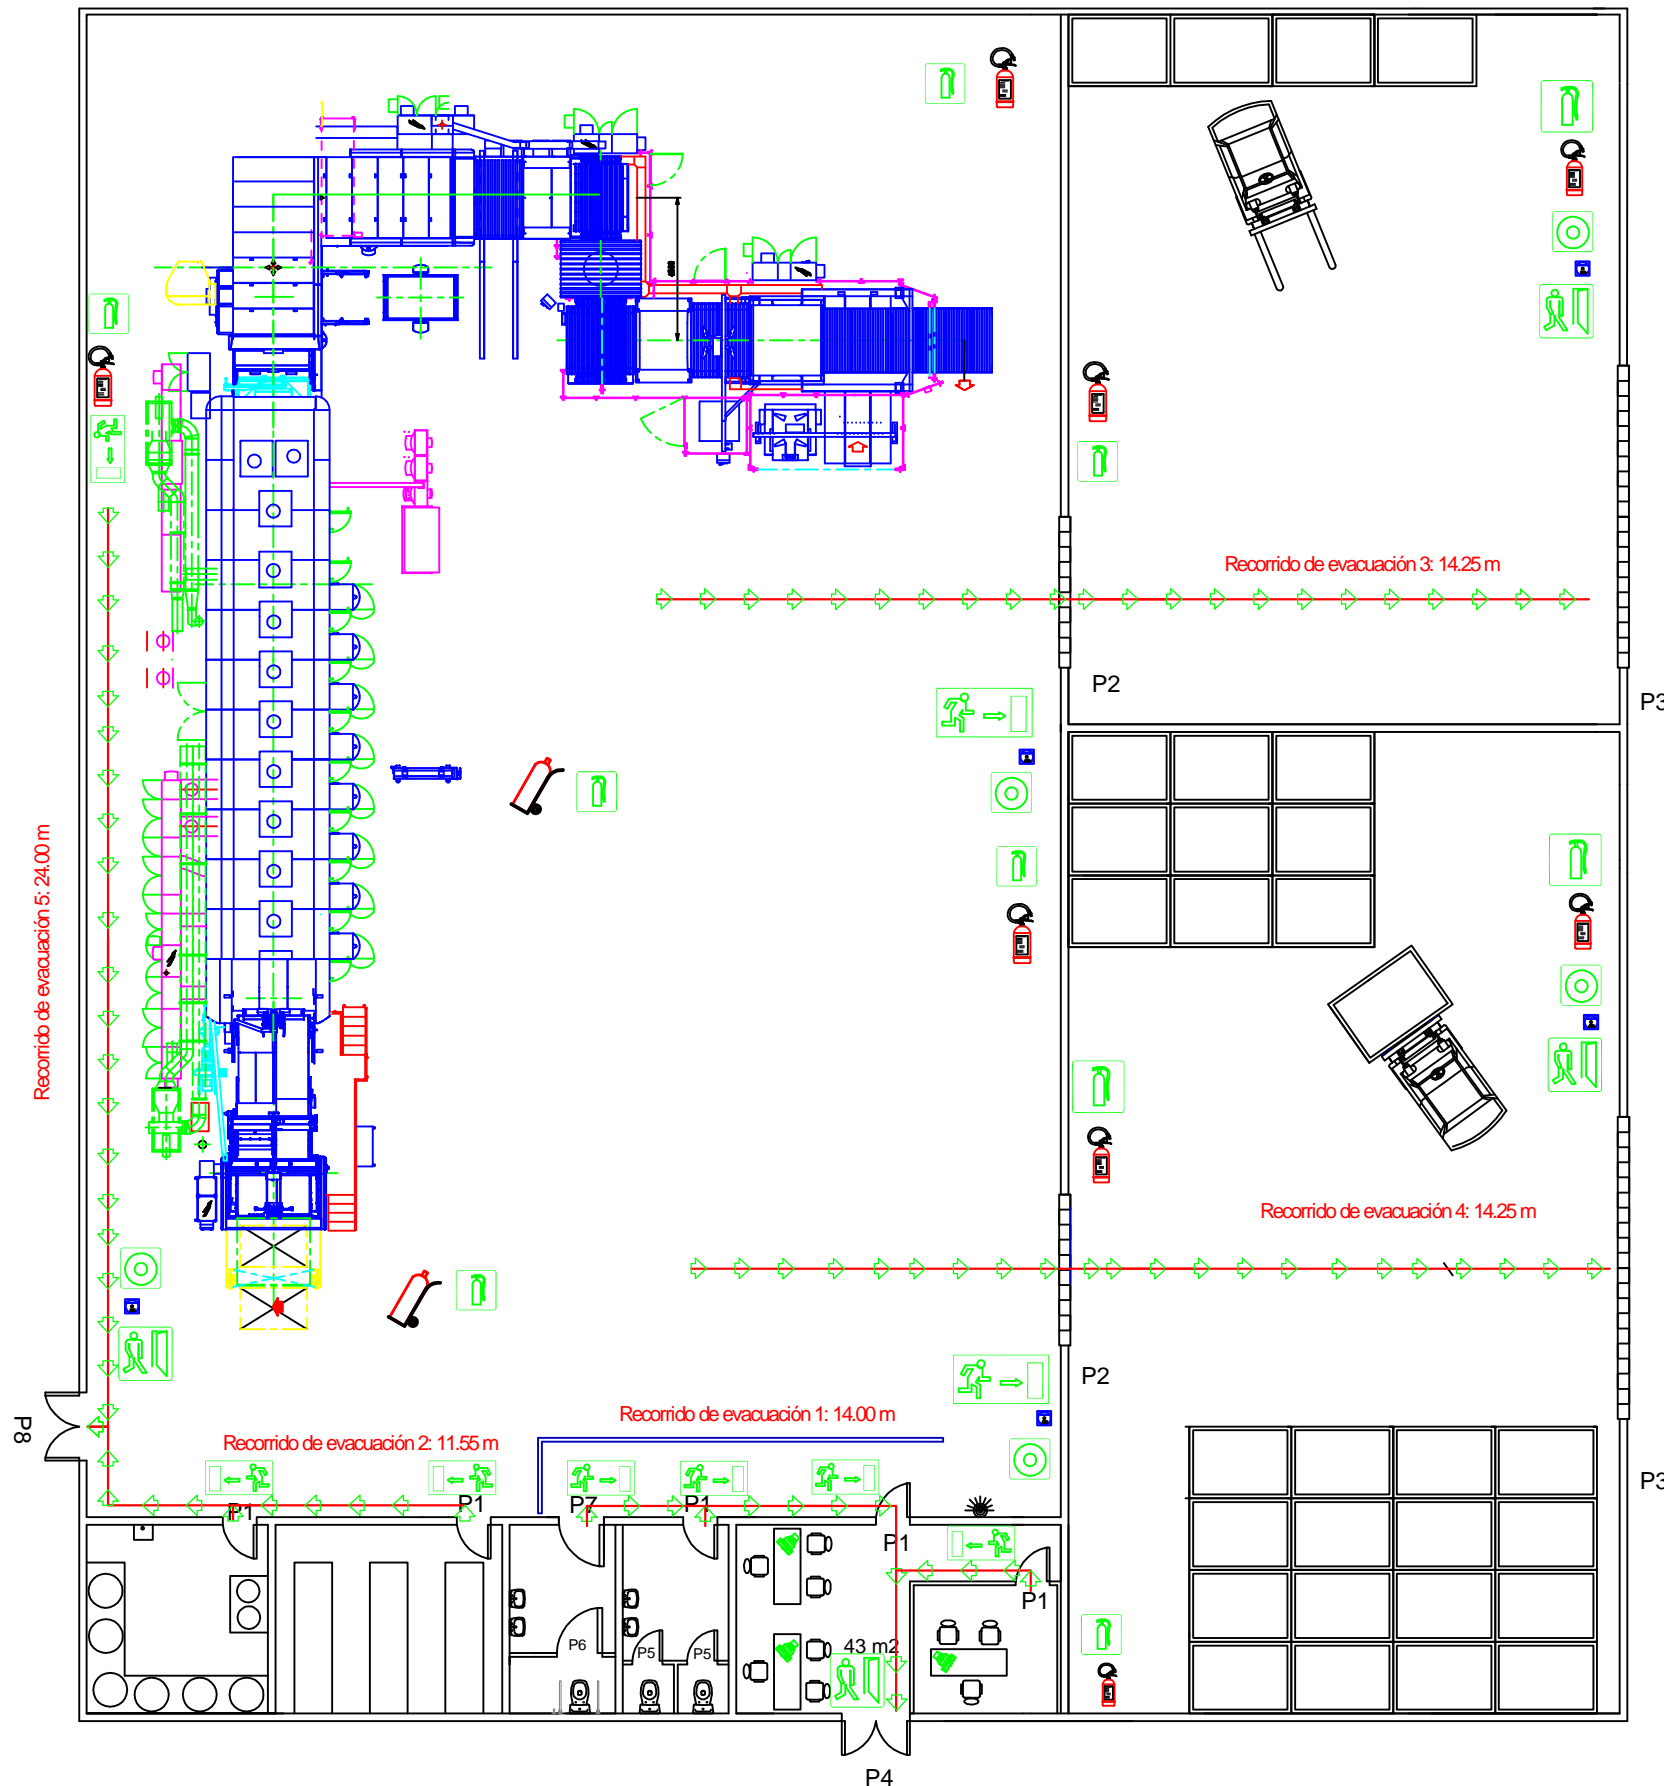 Recorrido de evacuación 3: 14.25 m
P2
P3
Recorrido de evacuación 5: 24.00 m
Recorrido de evacuación 4: 14.25 m
P2
Recorrido de evacuación 1: 14.00 m
P8
Recorrido de evacuación 2: 11.55 m
P3
P1
P1
P7
P1
P1
P1
P6
P5
P5
43 m2
P4